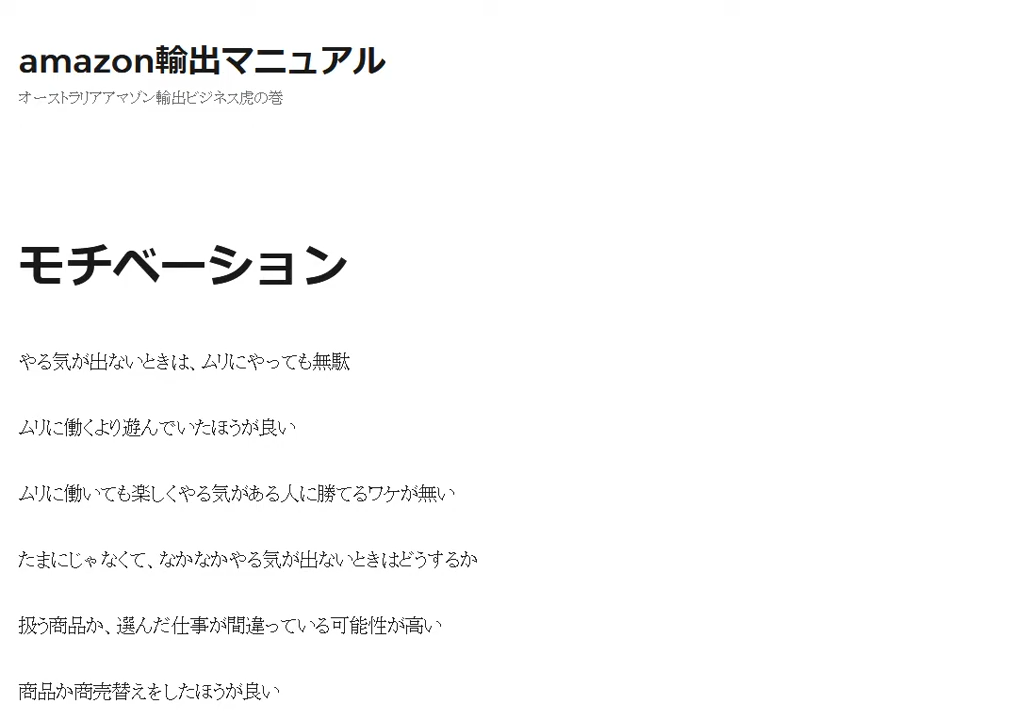 amazon輸出マニュアル
オーストラリアアマゾン輸出ビジネス虎の巻
モチベーション
やる気が出ないときは、ムリにやっても無駄
ムリに働くより遊んでいたほうが良い
ムリに働いても楽しくやる気がある人に勝てるワケが無い
たまにじゃなくて、なかなかやる気が出ないときはどうするか
扱う商品か、選んだ仕事が間違っている可能性が高い
商品か商売替えをしたほうが良い